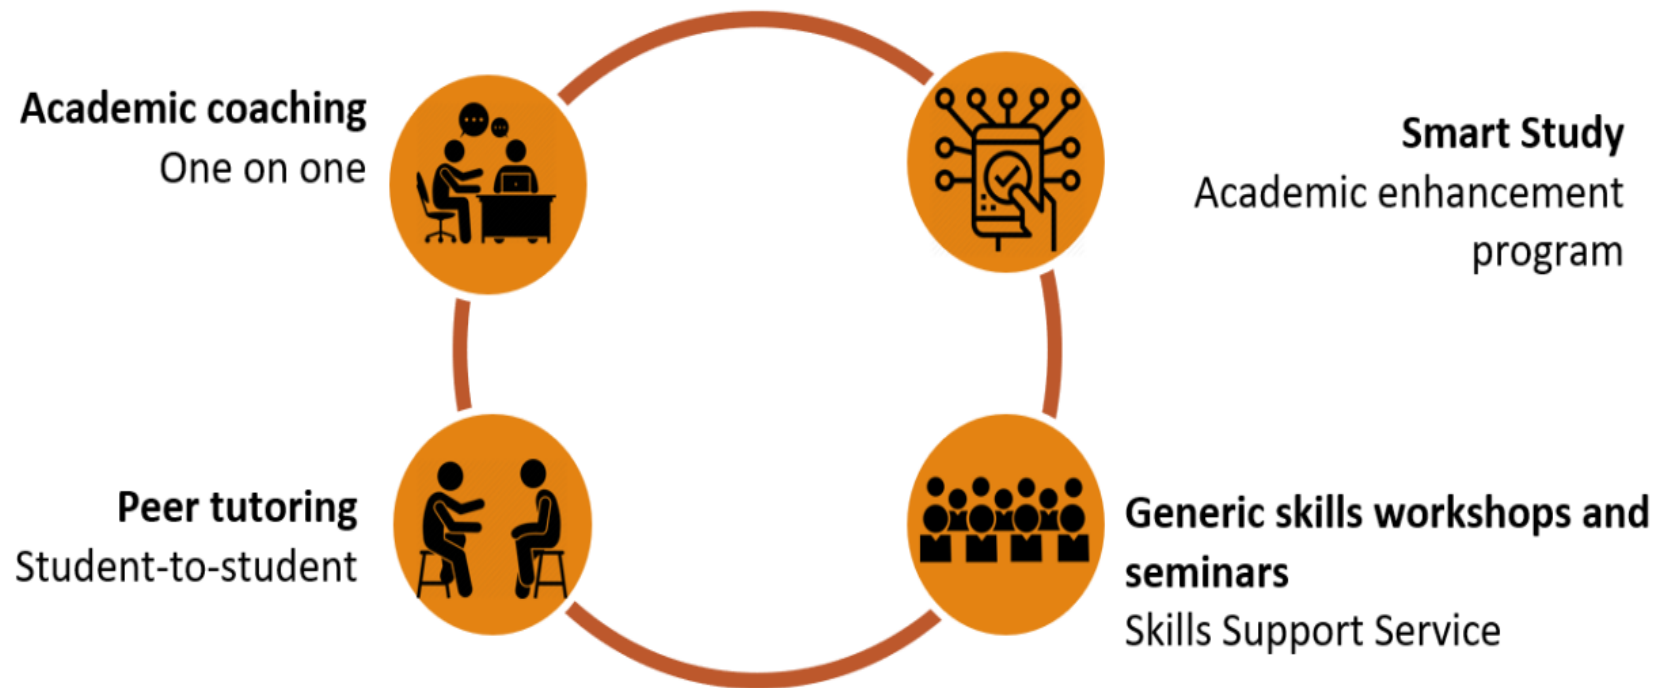 Academic coaching
One on one
Smart Study
Academic enhancement
program
Peer tutoring
Student-to-student
Generic skills workshops and
seminars
Skills Support Service